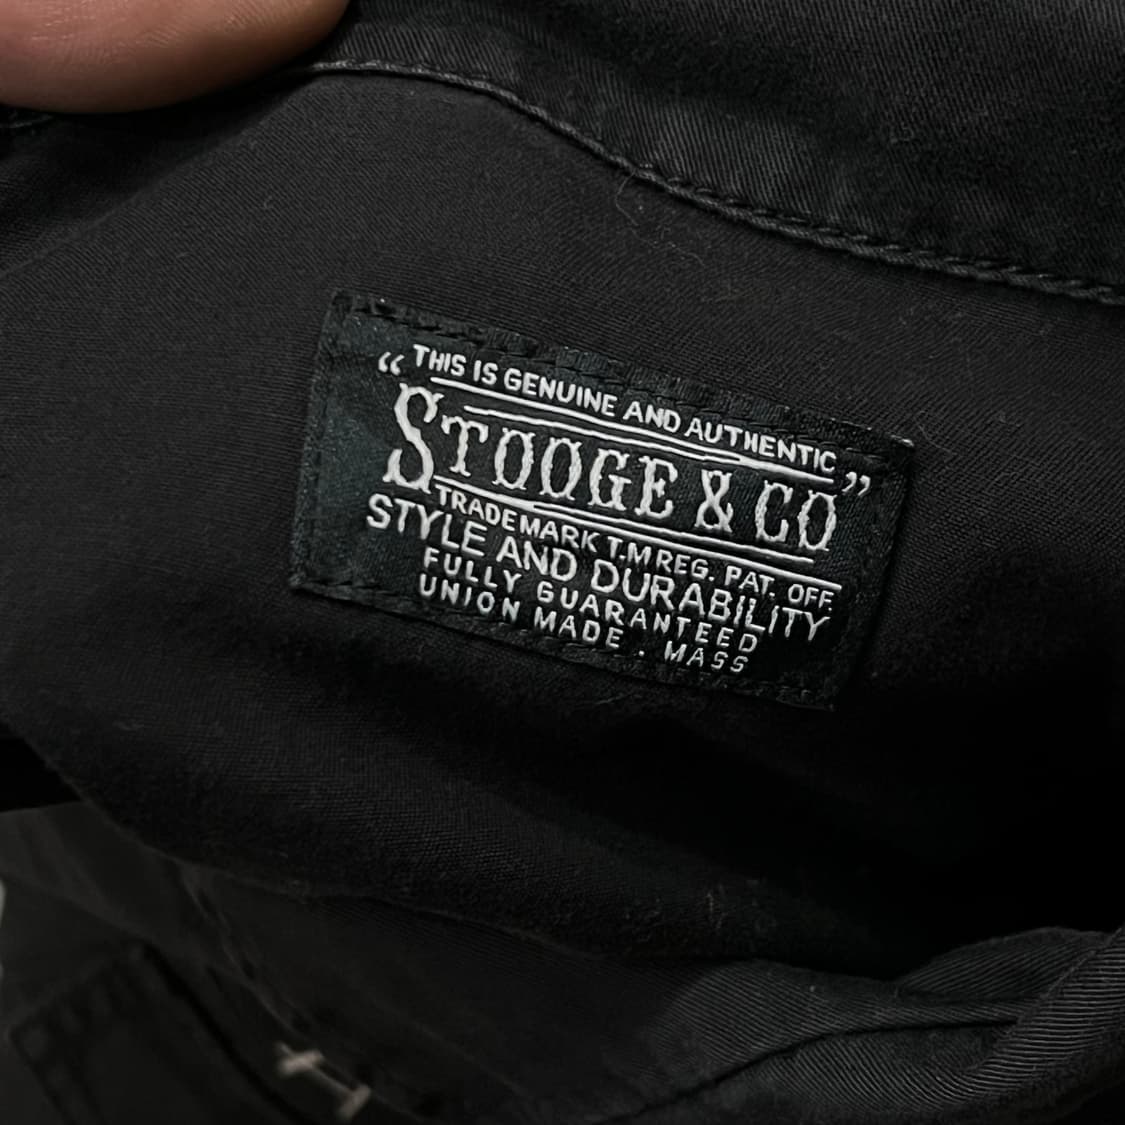 “THIS IS GENUINE AND AUTHENTIC
STOOGE & CO”
TRADEMARK T.M REG. PAT. OFF.
STYLE AND DURABILITY
FULLY GUARANTEED
UNION MADE . MASS